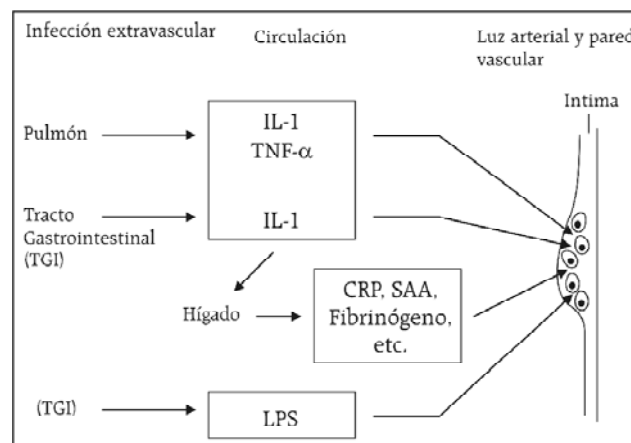 Infección extravascular
Circulación
Luz arterial y pared
vascular
Intima
Pulmón
IL-1
TNF-α
Tracto
Gastrointestinal
(TGI)
IL-1
Hígado
CRP, SAA,
Fibrinógeno,
etc.
(TGI)
LPS